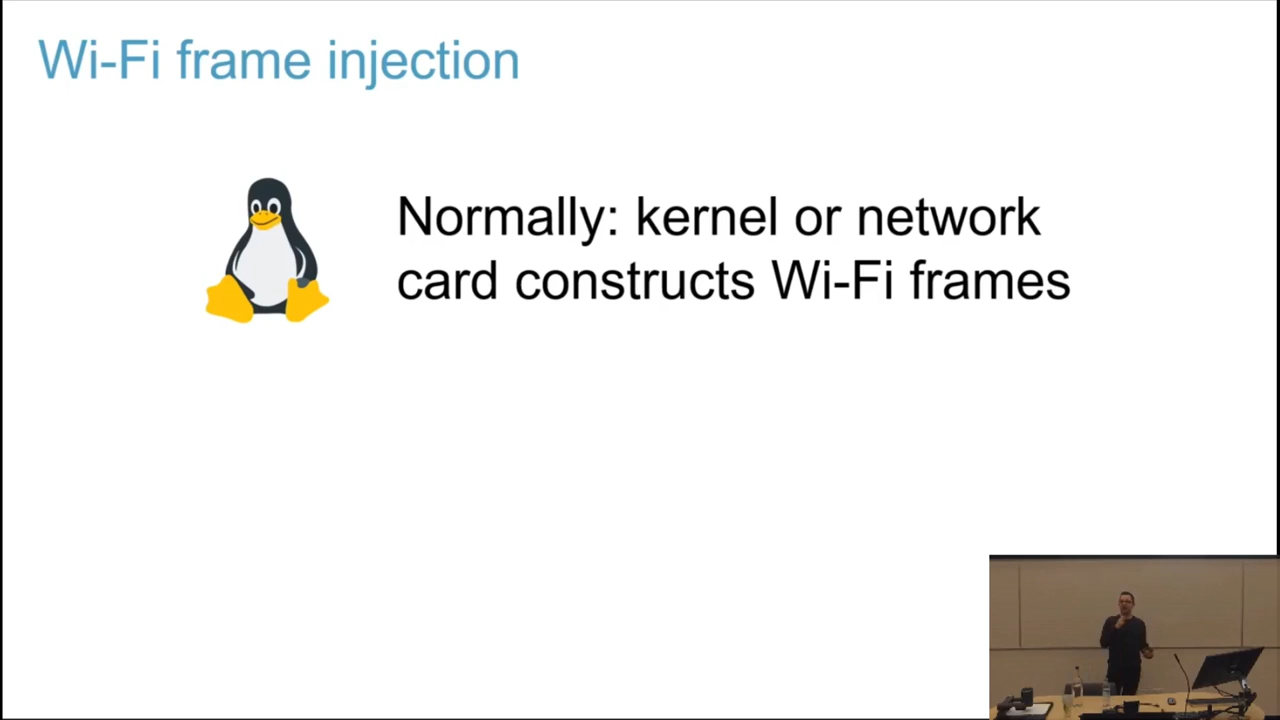 Wi-Fi frame injection
Normally: kernel or network
card constructs Wi-Fi frames